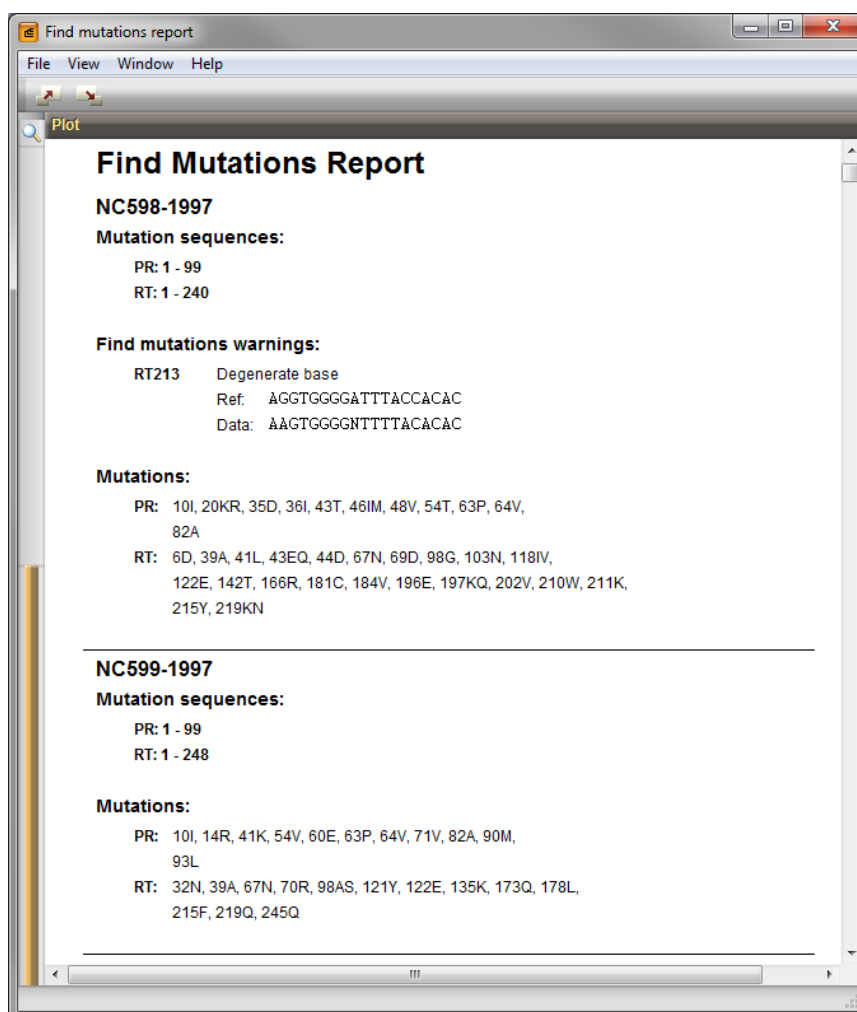 Find mutations report
File View Window Help
Plot
Find Mutations Report
NC598-1997
Mutation sequences:
PR: 1 - 99
RT: 1 - 240
Find mutations warnings:
RT213 Degenerate base
Ref: AGGTGGGGATTTACCACAC
Data: AAGTGGGGNTTTTACACAC
Mutations:
PR: 10I, 20KR, 35D, 36I, 43T, 46IM, 48V, 54T, 63P, 64V,
82A
RT: 6D, 39A, 41L, 43EQ, 44D, 67N, 69D, 98G, 103N, 118IV,
122E, 142T, 166R, 181C, 184V, 196E, 197KQ, 202V, 210W, 211K,
215Y, 219KN
NC599-1997
Mutation sequences:
PR: 1 - 99
RT: 1 - 248
Mutations:
PR: 10I, 14R, 41K, 54V, 60E, 63P, 64V, 71V, 82A, 90M,
93L
RT: 32N, 39A, 67N, 70R, 98AS, 121Y, 122E, 135K, 173Q, 178L,
215F, 219Q, 245Q